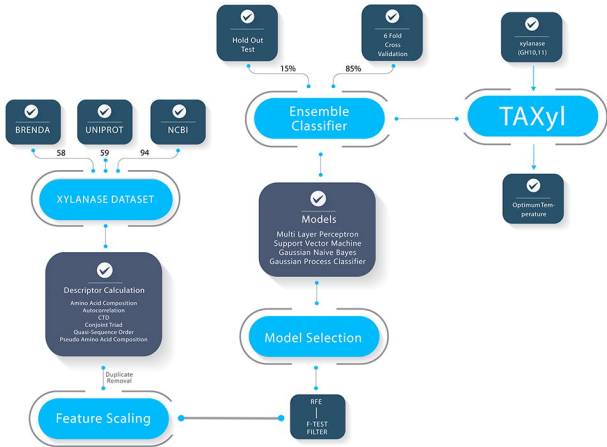 Hold Out
Test
6 Fold
Cross
Validation
xylanase
(GH10,11)
15%
85%
BRENDA
UNIPROT
NCBI
Ensemble
Classifier
TAXyl
58
59
94
XYLANASE DATASET
OptimumTem-
perature
Models
Multi Layer Perceptron
Support Vector Machine
Gaussian Naive Bayes
Gaussian Process Classifier
Descriptor Calculation
Amino Acid Composition
Autocorrelation
CTD
Conjoint Triad
Quasi-Sequence Order
Pseudo Amino Acid Composition
Model Selection
Duplicate
Removal
Feature Scaling
RFE
F-TEST
FILTER